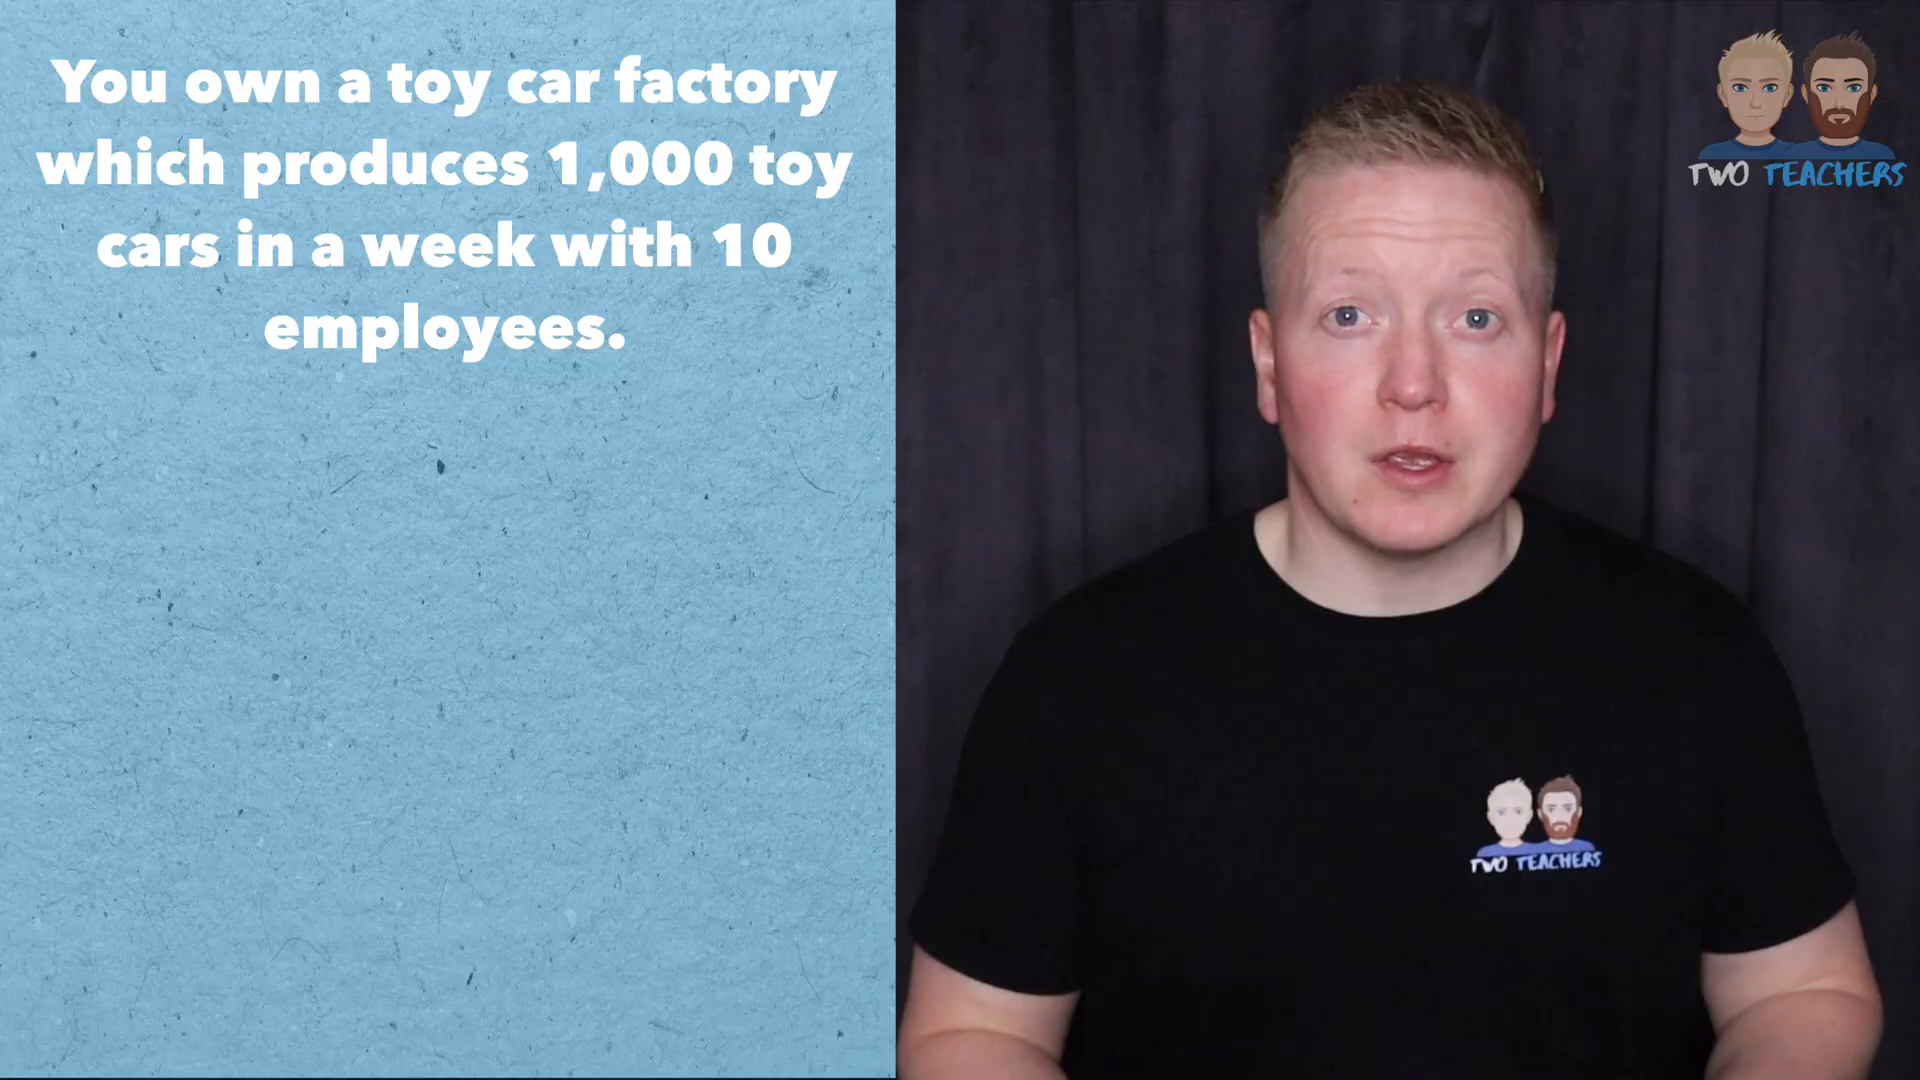 You own a toy car factory
which produces 1,000 toy
cars in a week with 10
employees.
TWO TEACHERS
TWO TEACHERS